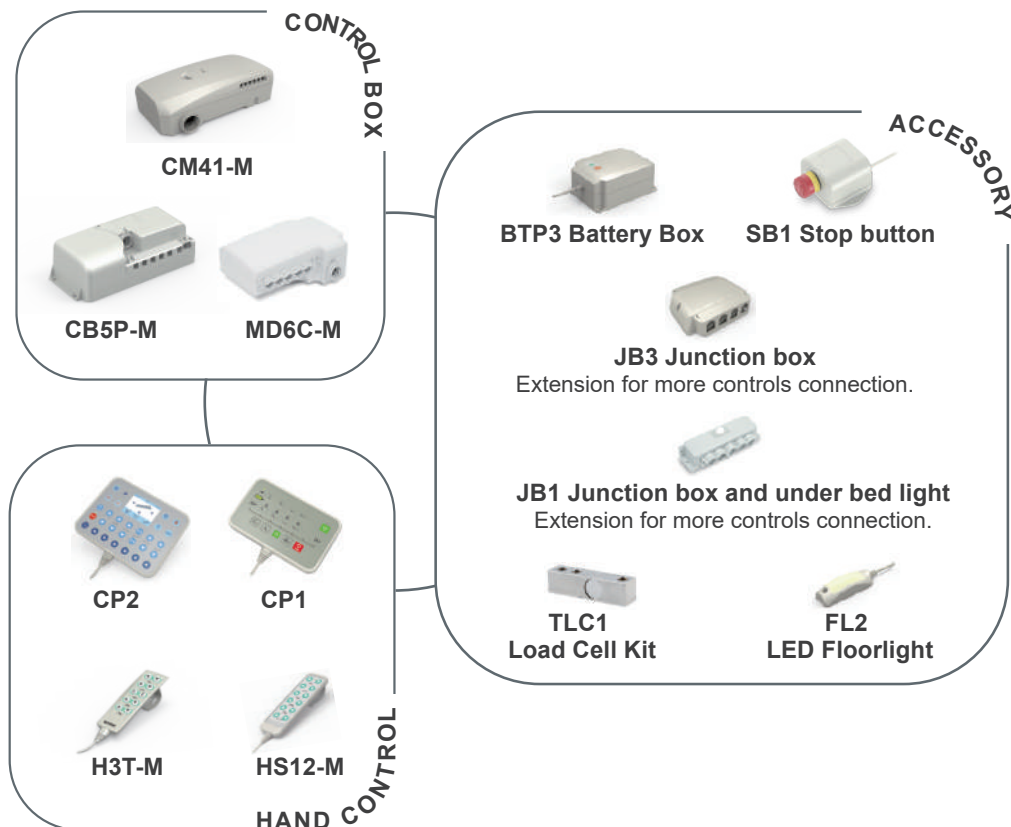 CONTROL BOX
CM41-M
CB5P-M
MD6C-M
ACCESSORY
BTP3 Battery Box
SB1 Stop button
JB3 Junction box
Extension for more controls connection.
JB1 Junction box and under bed light
Extension for more controls connection.
TLC1
Load Cell Kit
FL2
LED Floorlight
CP2
CP1
H3T-M
HS12-M
HAND CONTROL